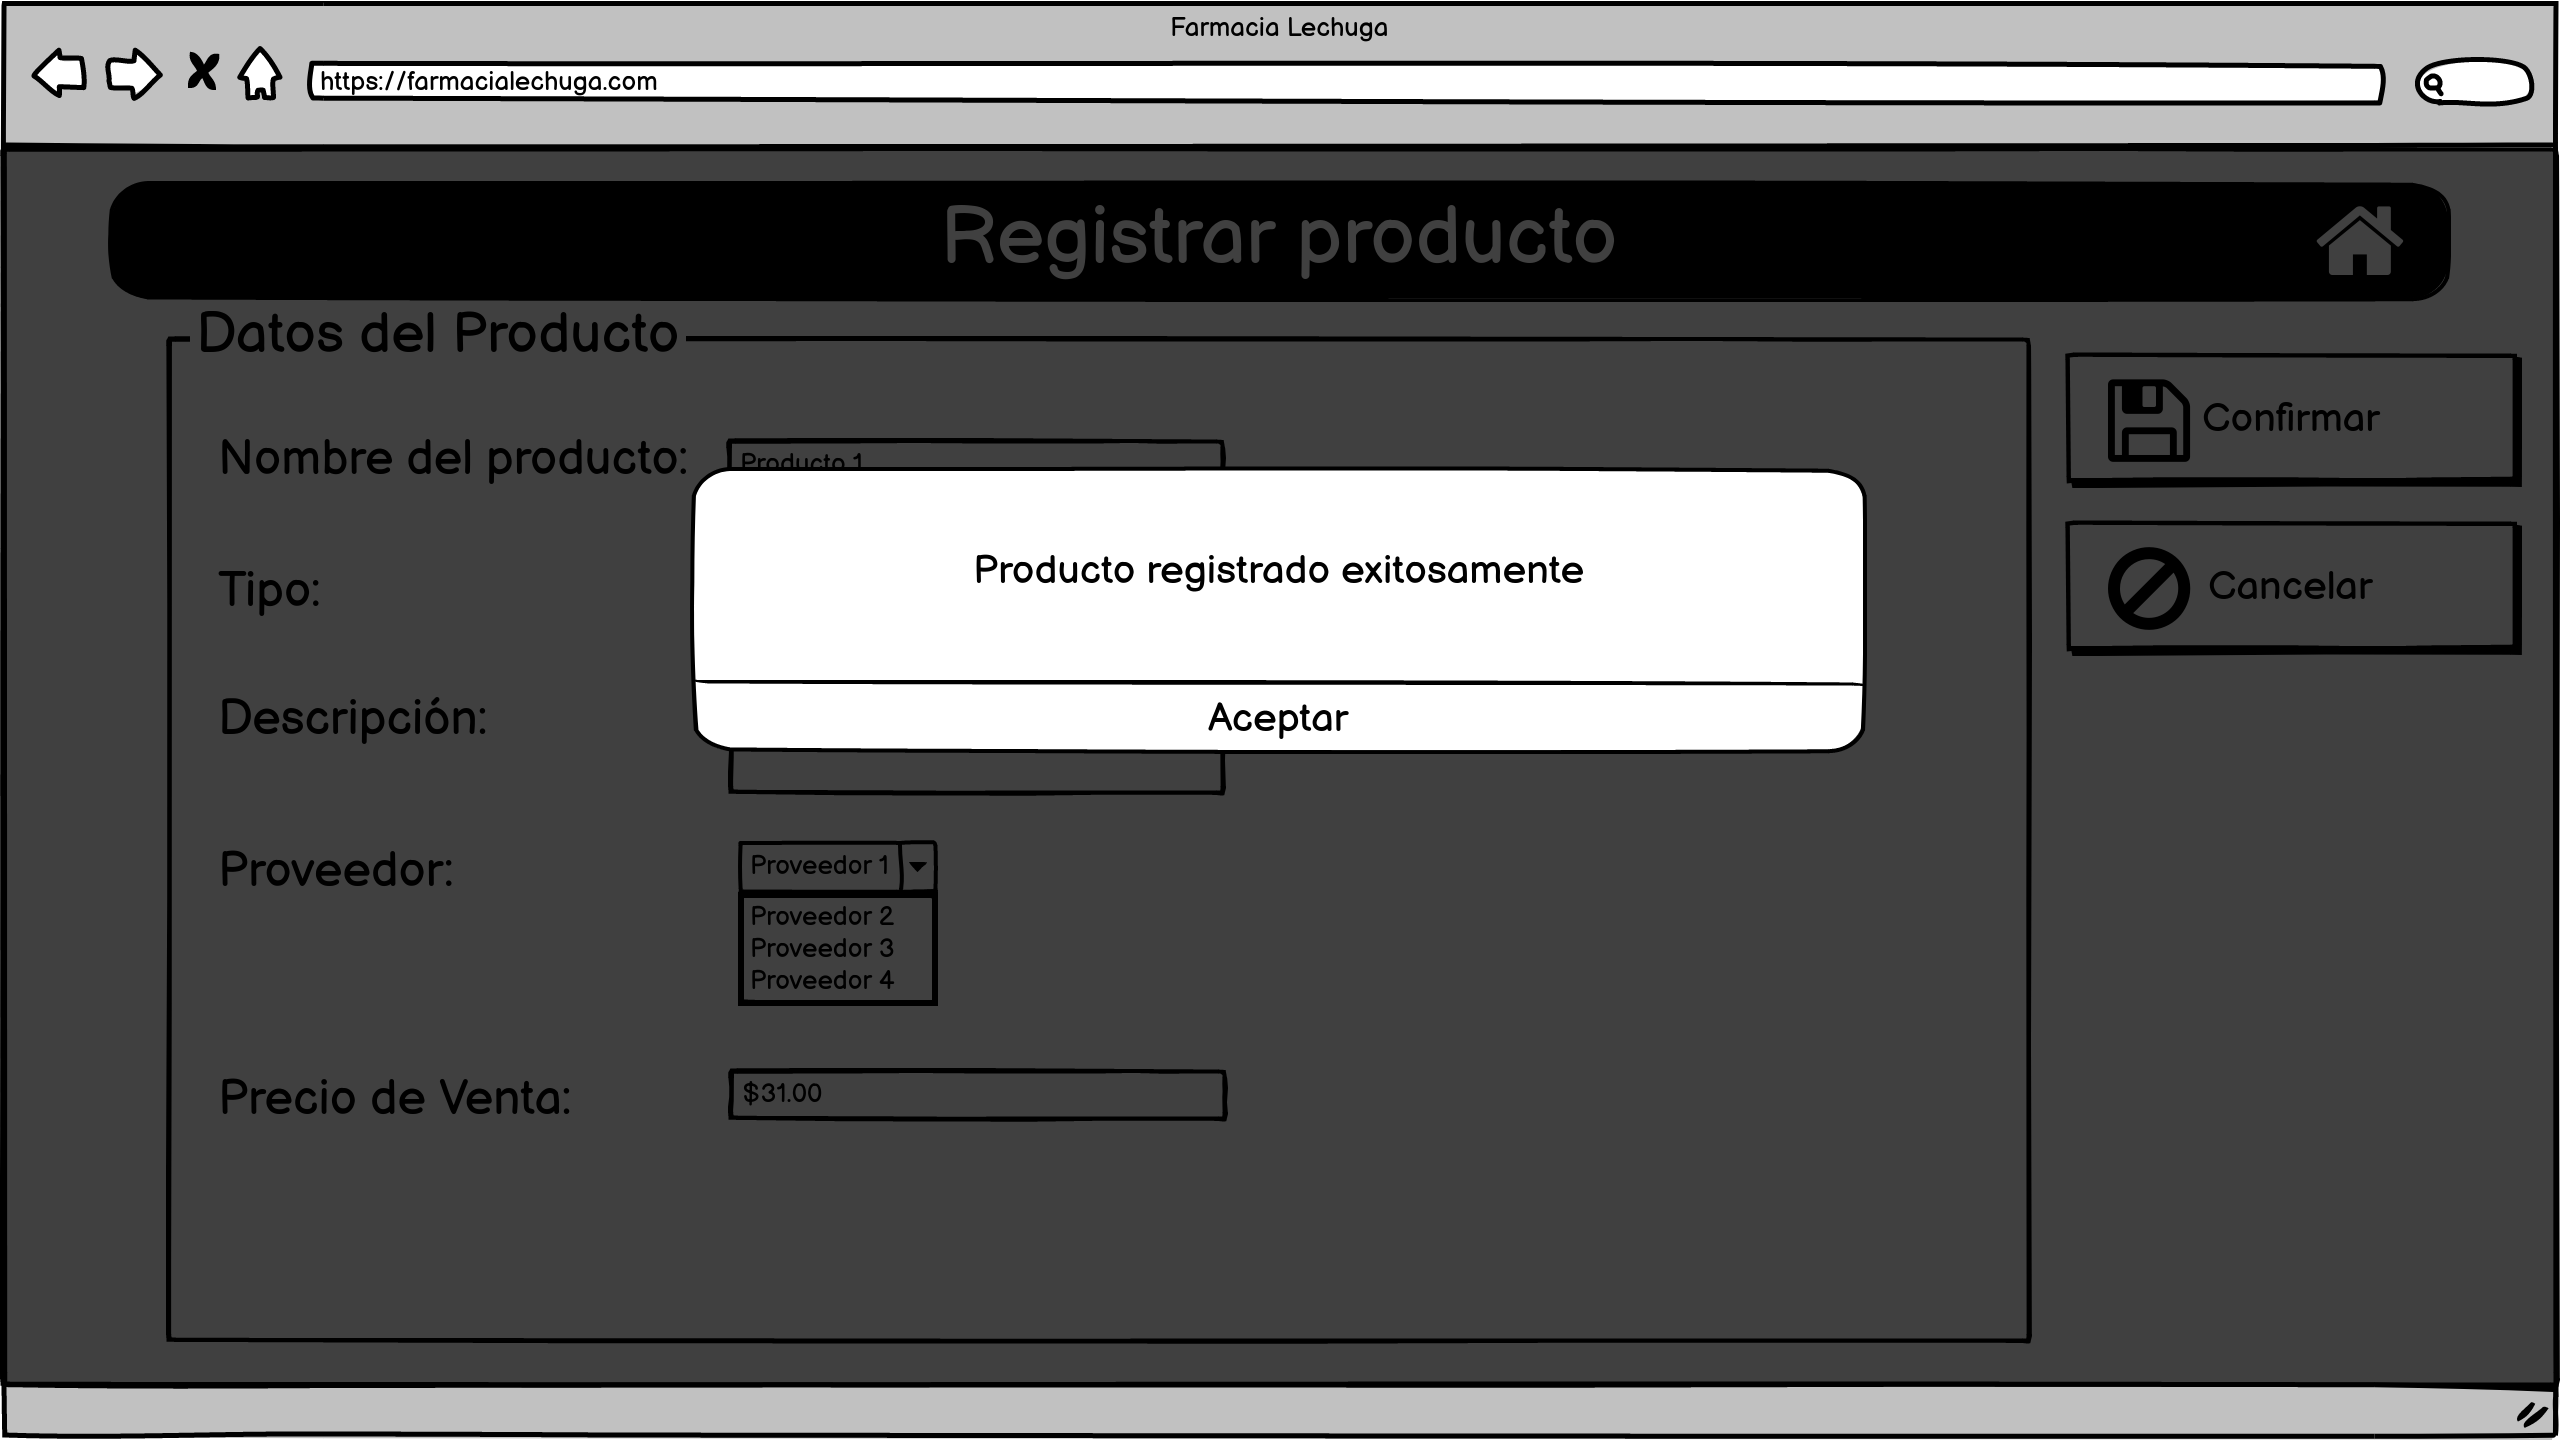 Farmacia Lechuga
https://farmacialechuga.com
Registrar producto
Datos del Producto
Nombre del producto:
Producto 1
Confirmar
Producto registrado exitosamente
Tipo:
Cancelar
Descripción:
Aceptar
Proveedor:
Proveedor 1
Proveedor 2
Proveedor 3
Proveedor 4
Precio de Venta:
$31.00